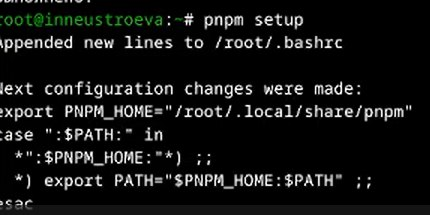 root@inneustroeva:~# pnpm setup
Appended new lines to /root/.bashrc
Next configuration changes were made:
export PNPM_HOME="/root/.local/share/pnpm"
case ":$PATH:" in
*":$PNPM_HOME:"*) ;;
*) export PATH="$PNPM_HOME:$PATH" ;;
esac